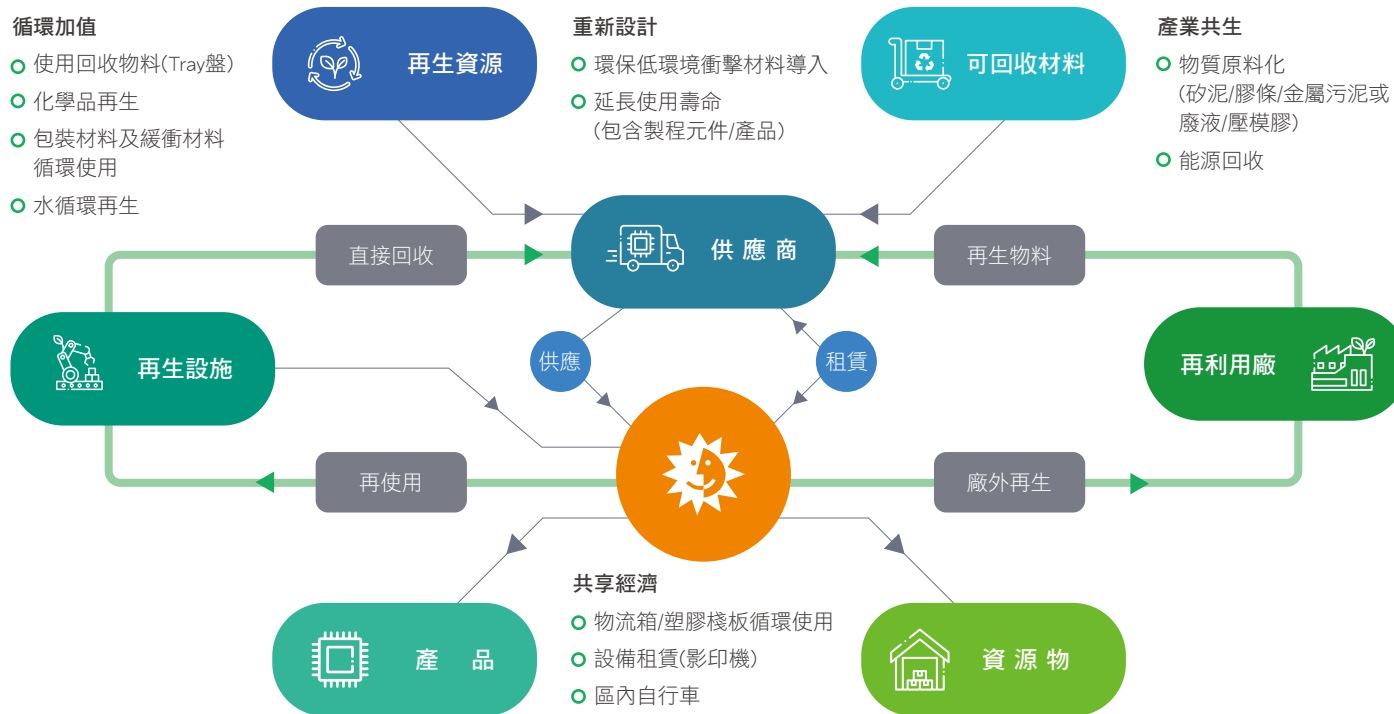 循環加值
使用回收物料(Tray盤)
化學品再生
包裝材料及緩衝材料
循環使用
水循環再生
再生資源
重新設計
環保低環境衝擊材料導入
延長使用壽命
(包含製程元件/產品)
可回收材料
產業共生
物質原料化
(矽泥/膠條/金屬污泥或
廢液/壓模膠)
能源回收
直接回收
供應商
再生物料
再生設施
供應
租賃
再利用廠
再使用
廠外再生
產品
共享經濟
物流箱/塑膠棧板循環使用
設備租賃(影印機)
區內自行車
資源物